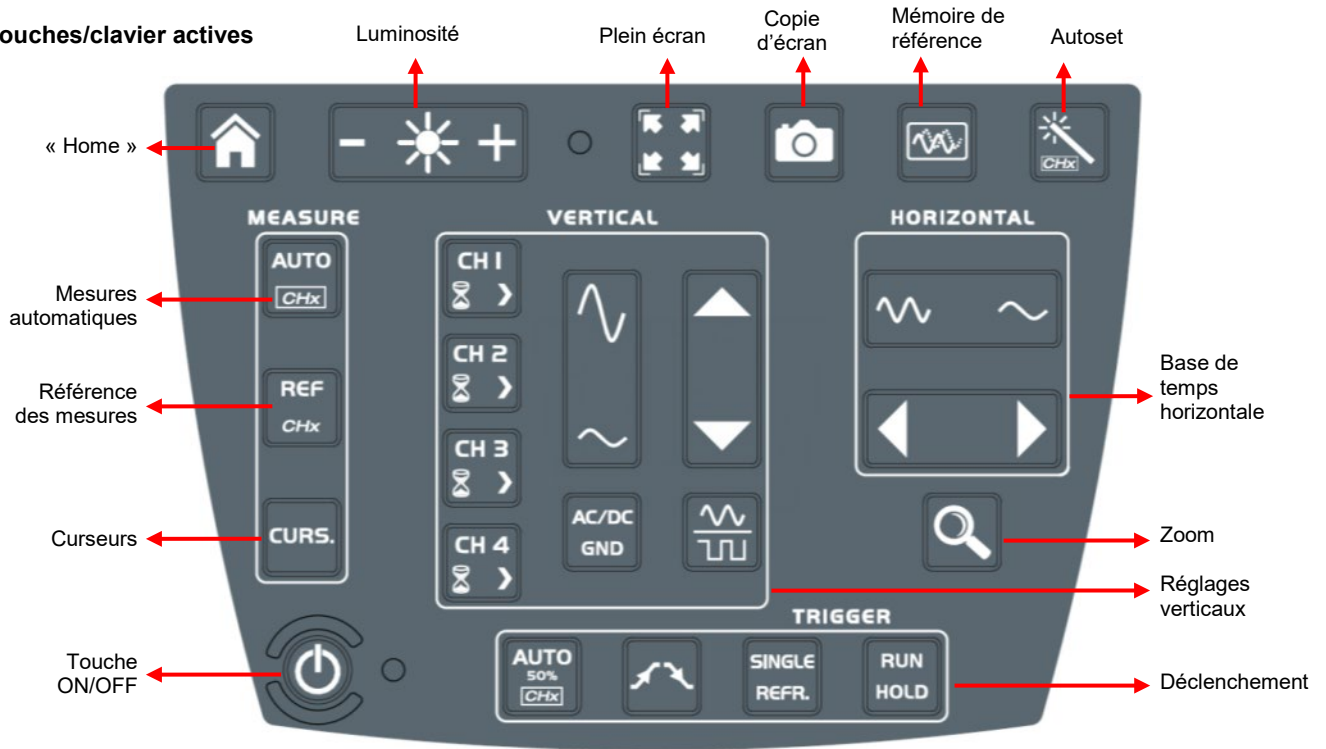 ouches/clavier actives
Luminosité
Plein écran
Copie
d'écran
Mémoire de
référence
Autoset
« Home »
CHx
MEASURE
VERTICAL
HORIZONTAL
AUTO
CHx
Mesures
automatiques
REF
CHx
Référence
des mesures
CURS.
Curseurs
CH 1
CH 2
CH 3
CH 4
AC/DC
GND
Base de
temps
horizontale
Zoom
Réglages
verticaux
TRIGGER
Touche
ON/OFF
AUTO
50%
CHx
SINGLE
REFR.
RUN
HOLD
Déclenchement